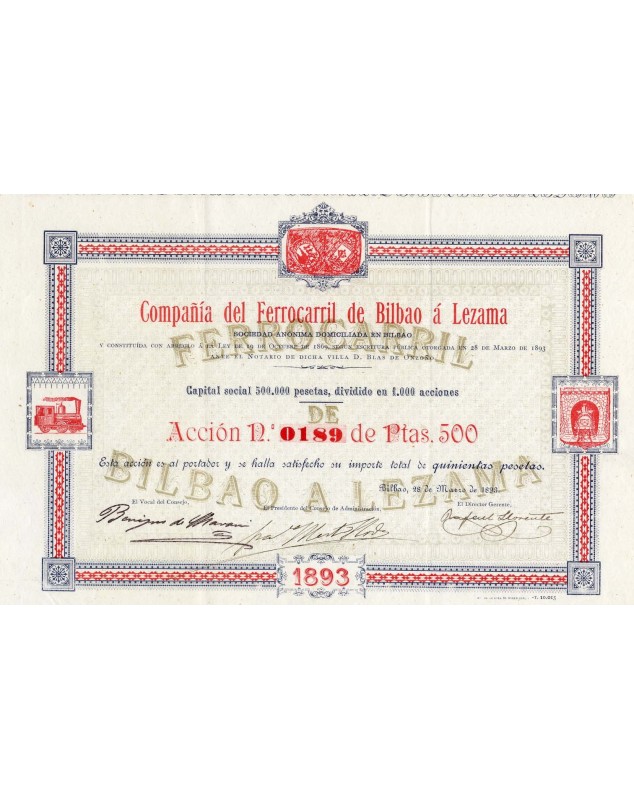 Compañía del Ferrocarril de Bilbao á Lezama
SOCIEDAD ANÓNIMA DOMICILIADA EN BILBAO
FERROCARRIL
Y CONSTITUÍDA CON ARREGLO Á LA LEY DE 19 DE OCTUBRE DE 1869 SEGÚN ESCRITURA PÚBLICA OTORGADA EN 28 DE MARZO DE 1893
ANTE EL NOTARIO DE DICHA VILLA D. BLAS DE ONZOÑO
Capital social 500.000 pesetas, dividido en 1.000 acciones
DE
Acción N.º 0189 de Ptas. 500
Esta acción es al portador y se halla satisfecho su importe total de quinientas pesetas.
BILBAO A LEZAMA
Bilbao, 28 de Marzo de 1893.
El Vocal del Consejo,
El Presidente del Consejo de Administración,
El Director Gerente,
Rafael Llorente
1893